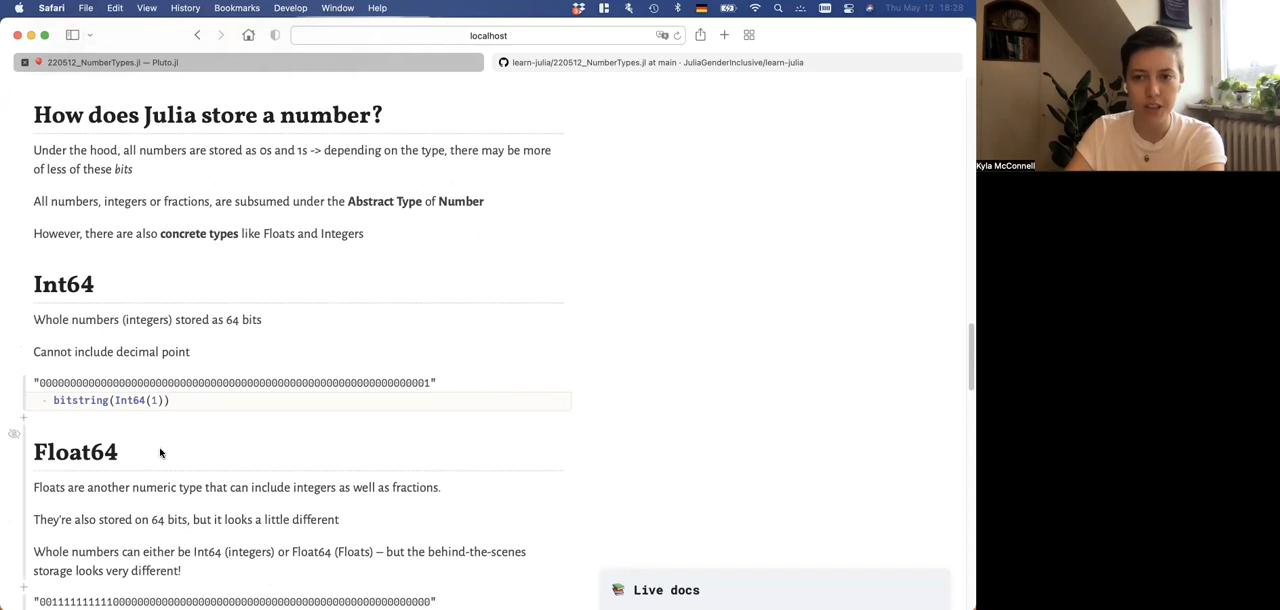 Safari File Edit View History Bookmarks Develop Window Help Thu May 12 18:28
localhost
220512_NumberTypes.jl — Pluto.jl
learn-julia/220512_NumberTypes.jl at main · JuliaGenderInclusive/learn-julia
Kyla McConnell
How does Julia store a number?
Under the hood, all numbers are stored as 0s and 1s -> depending on the type, there may be more
of less of these bits
All numbers, integers or fractions, are subsumed under the Abstract Type of Number
However, there are also concrete types like Floats and Integers
Int64
Whole numbers (integers) stored as 64 bits
Cannot include decimal point
"0000000000000000000000000000000000000000000000000000000000000001"
bitstring(Int64(1))
Float64
Floats are another numeric type that can include integers as well as fractions.
They're also stored on 64 bits, but it looks a little different
Whole numbers can either be Int64 (integers) or Float64 (Floats) – but the behind-the-scenes
storage looks very different!
"0011111111110000000000000000000000000000000000000000000000000000"
Live docs